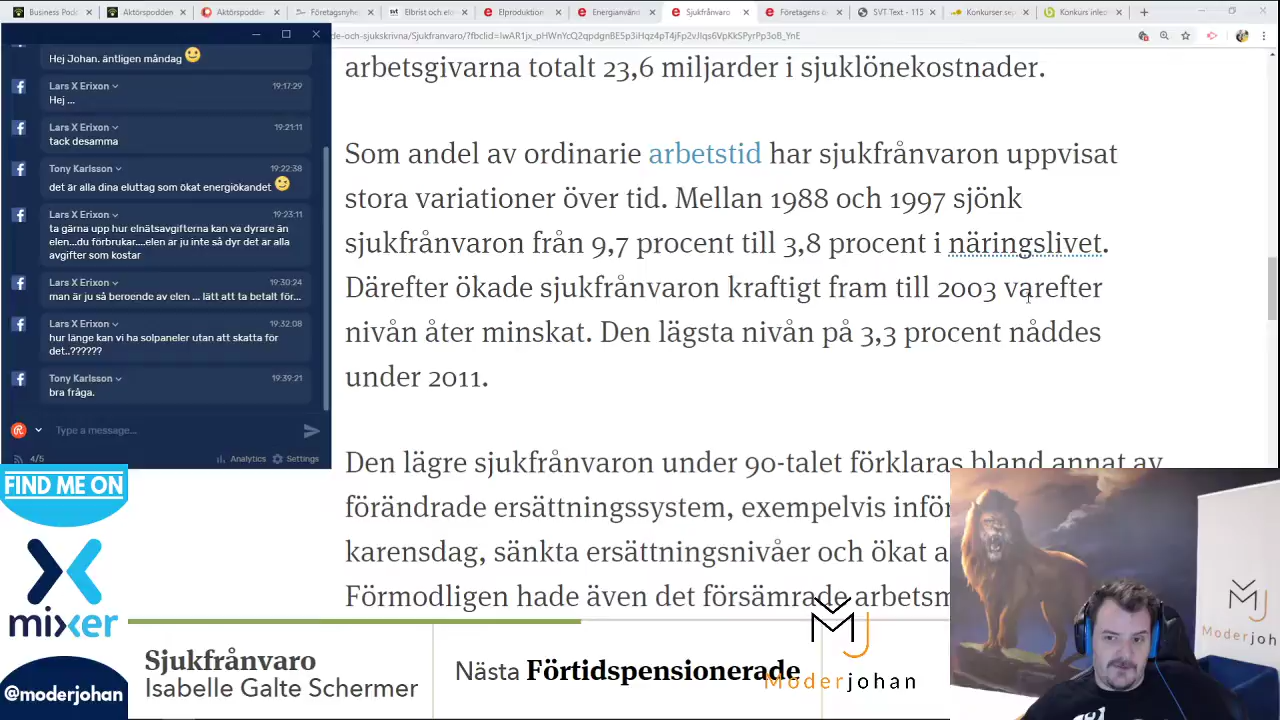 Business Pod
Aktörspodden
Aktörspodden
Företagsnyhe
Elbrist och el
Elproduktion
Energianvänd
Sjukfrånvaro
Företagens
SVT Text - 115
Konkurser se
Konkurs inled
Hej Johan. äntligen måndag
Lars X Erixon 19:17:29
Hej ...
Lars X Erixon 19:21:11
tack desamma
Tony Karlsson 19:22:38
det är alla dina eluttag som ökat energiökandet
Lars X Erixon 19:23:11
ta gärna upp hur elnätsavgifterna kan va dyrare än
elen...du förbrukar....elen är ju inte så dyr det är alla
avgifter som kostar
Lars X Erixon 19:30:24
man är ju så beroende av elen ... lätt att ta betalt för...
Lars X Erixon 19:32:08
hur länge kan vi ha solpaneler utan att skatta för
det..??????
Tony Karlsson 19:39:21
bra fråga.
Type a message...
4/5 Analytics Settings
arbetsgivarna totalt 23,6 miljarder i sjuklönekostnader.
Som andel av ordinarie arbetstid har sjukfrånvaron uppvisat
stora variationer över tid. Mellan 1988 och 1997 sjönk
sjukfrånvaron från 9,7 procent till 3,8 procent i näringslivet.
Därefter ökade sjukfrånvaron kraftigt fram till 2003 varefter
nivån åter minskat. Den lägsta nivån på 3,3 procent nåddes
under 2011.
Den lägre sjukfrånvaron under 90-talet förklaras bland annat av
förändrade ersättningssystem, exempelvis inför
karensdag, sänkta ersättningsnivåer och ökat a
Förmodligen hade även det försämrade arbetsm
FIND ME ON
mixer
@moderjohan
Sjukfrånvaro
Isabelle Galte Schermer
Nästa Förtidspensionerade
MJ
Moderjohan
MJ
Moderjoh